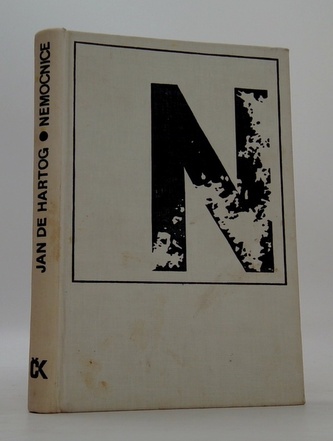 JAN DE HARTOG ● NEMOCNICE
ČK
N